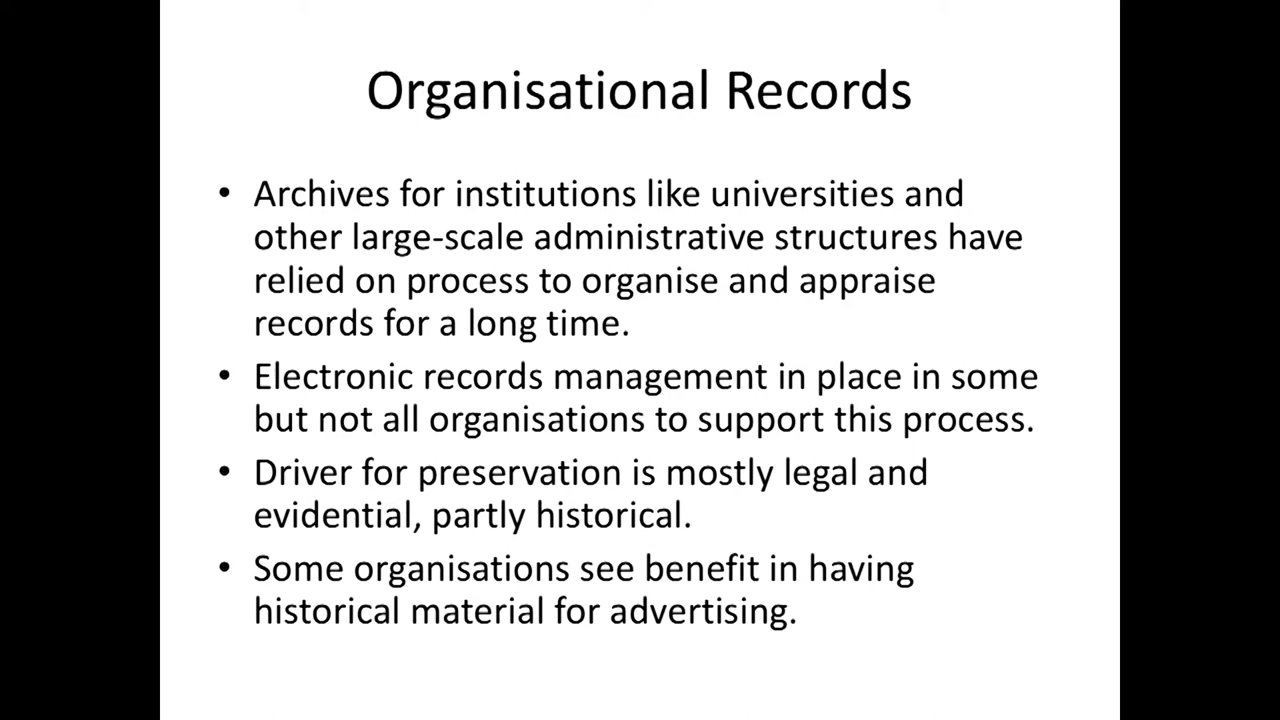 Organisational Records
• Archives for institutions like universities and
other large-scale administrative structures have
relied on process to organise and appraise
records for a long time.
• Electronic records management in place in some
but not all organisations to support this process.
• Driver for preservation is mostly legal and
evidential, partly historical.
• Some organisations see benefit in having
historical material for advertising.